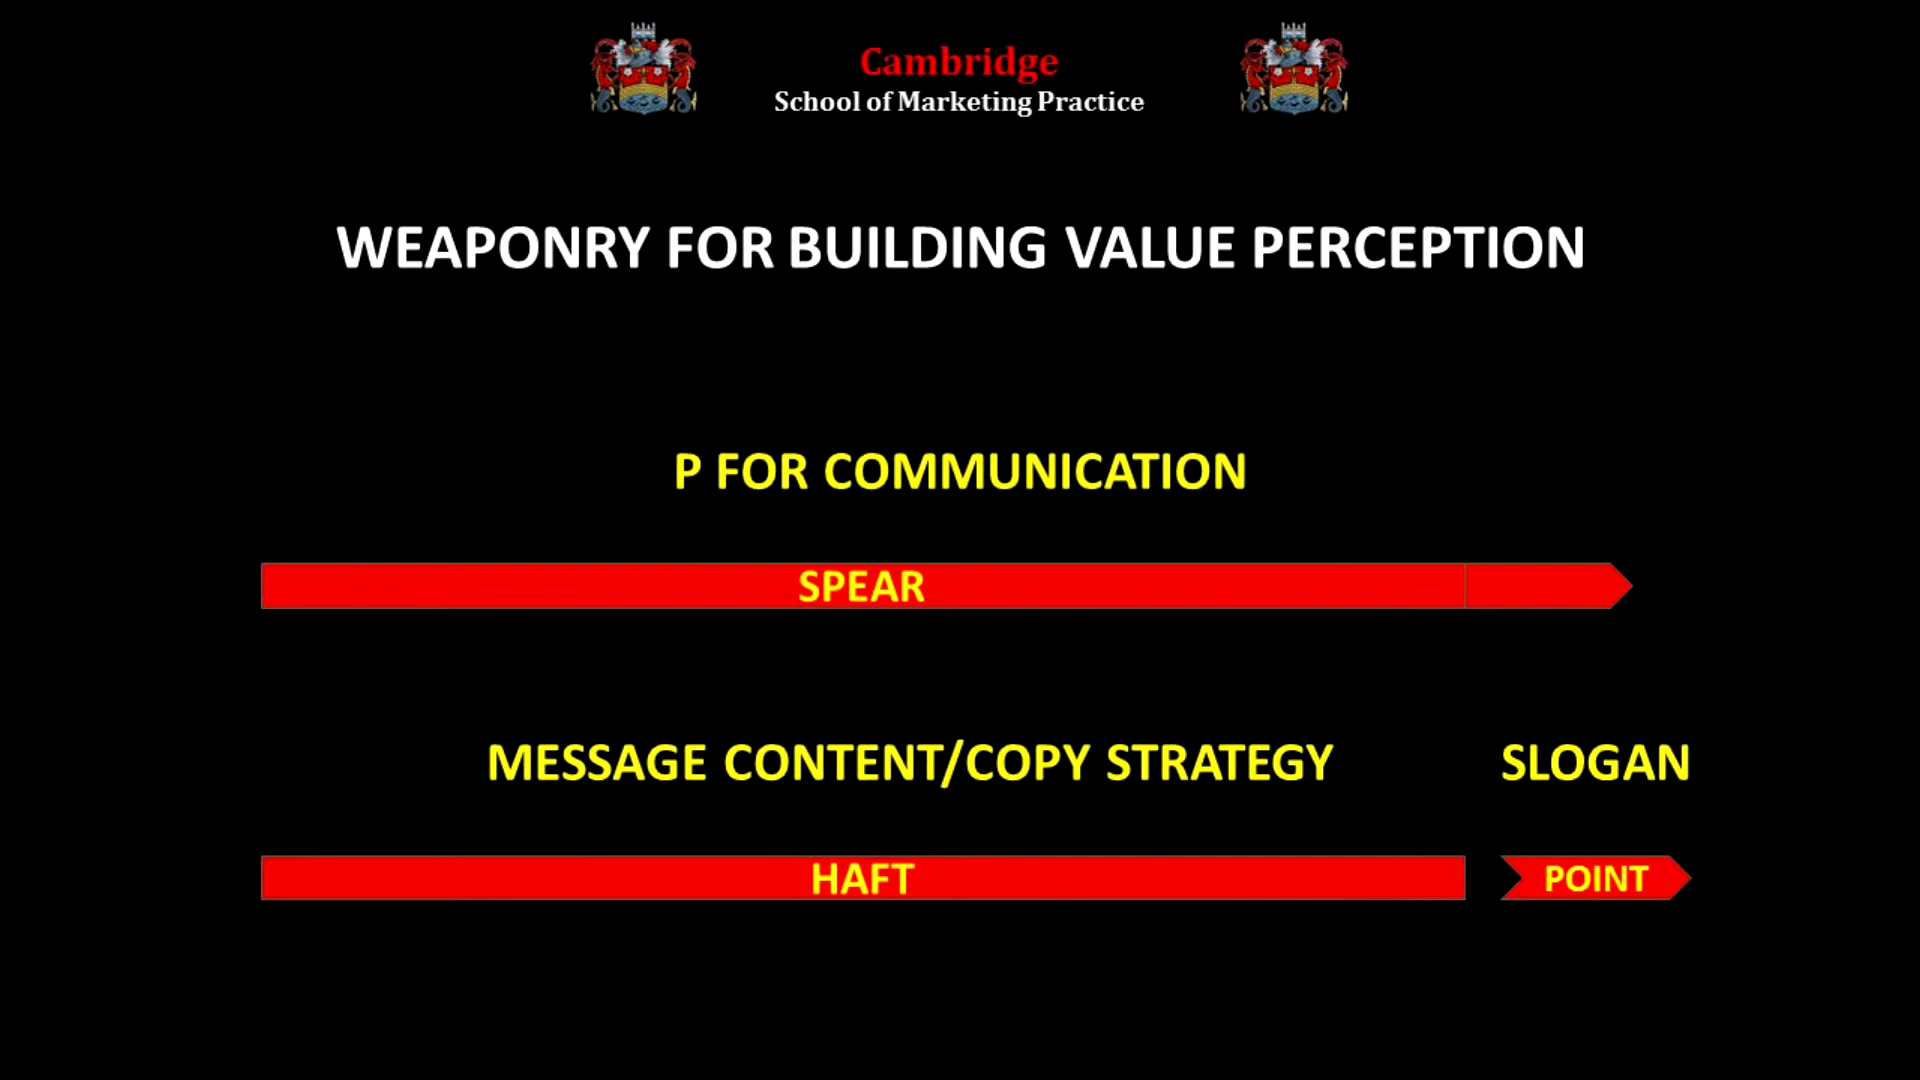 Cambridge
School of Marketing Practice
WEAPONRY FOR BUILDING VALUE PERCEPTION
P FOR COMMUNICATION
SPEAR
MESSAGE CONTENT/COPY STRATEGY SLOGAN
HAFT POINT